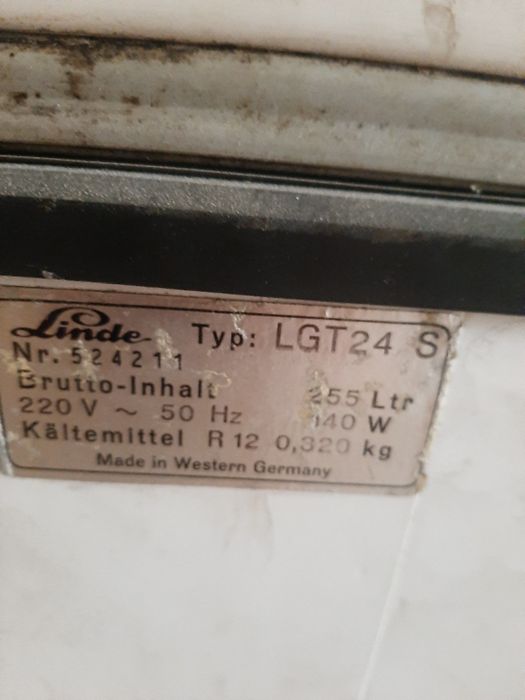 Linde Typ: LGT24 S
Nr. 524211
Brutto-Inhalt 255 Ltr
220 V ~ 50 Hz 140 W
Kältemittel R 12 0,320 kg
Made in Western Germany